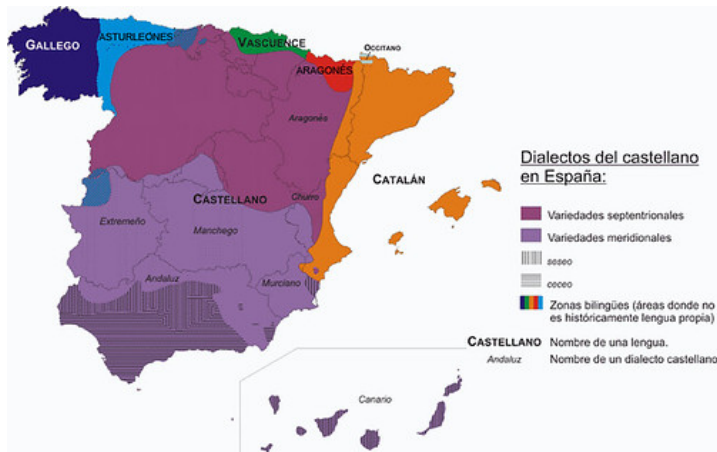 GALLEGO
ASTURLEONÉS
VASCUENCE
OCCITANO
ARAGONÉS
Aragonés
CATALÁN
CASTELLANO
Churro
Extremeño
Manchego
Andaluz
Murciano
Canario
Dialectos del castellano
en España:
Variedades septentrionales
Variedades meridionales
seseo
ceceo
Zonas bilingües (áreas donde no
es históricamente lengua propia)
CASTELLANO Nombre de una lengua.
Andaluz Nombre de un dialecto castellano